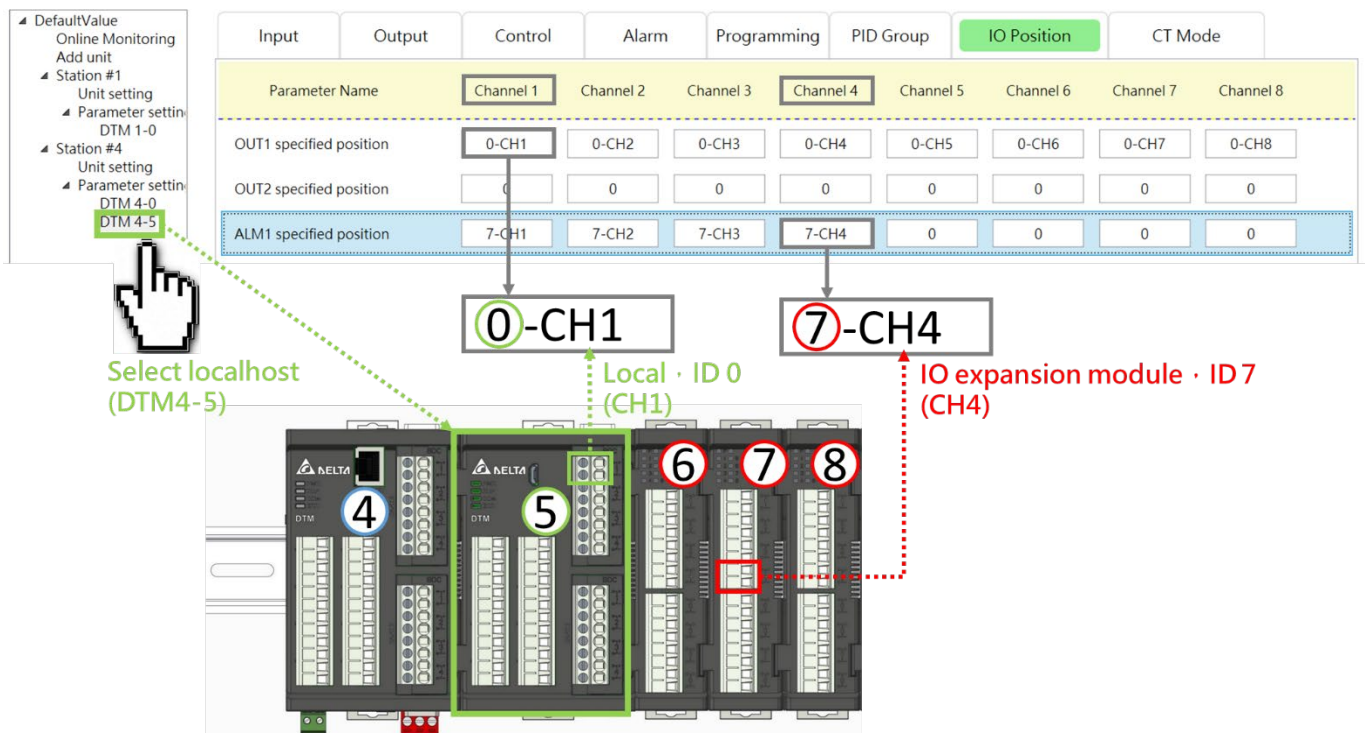 DefaultValue
Online Monitoring
Add unit
Station #1
Unit setting
Parameter settin
DTM 1-0
Station #4
Unit setting
Parameter settin
DTM 4-0
DTM 4-5
Input Output Control Alarm Programming PID Group IO Position CT Mode
Parameter Name Channel 1 Channel 2 Channel 3 Channel 4 Channel 5 Channel 6 Channel 7 Channel 8
OUT1 specified position 0-CH1 0-CH2 0-CH3 0-CH4 0-CH5 0-CH6 0-CH7 0-CH8
OUT2 specified position 0 0 0 0 0 0 0 0
ALM1 specified position 7-CH1 7-CH2 7-CH3 7-CH4 0 0 0 0
0-CH1
7-CH4
Select localhost
(DTM4-5)
Local,ID 0
(CH1)
IO expansion module,ID 7
(CH4)
DELTA
DTM
4
DELTA
DTM
5
6
7
8